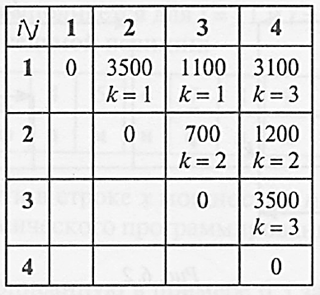 i\j 1 2 3 4
1 0 3500 1100 3100
k = 1 k = 1 k = 3
2 0 700 1200
k = 2 k = 2
3 0 3500
k = 3
4 0